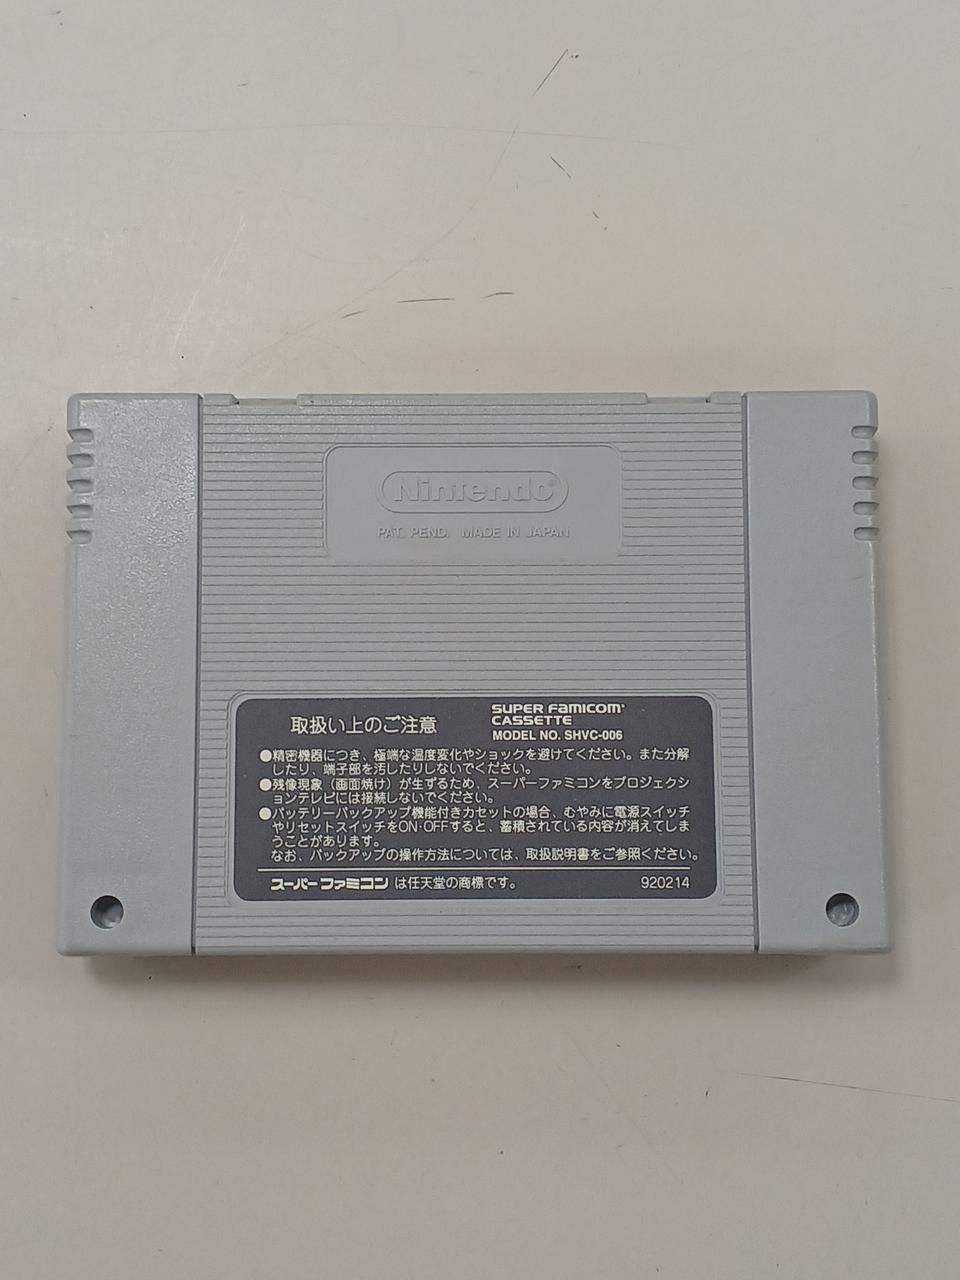 Nintendo®
PAT. PEND. MADE IN JAPAN
取扱い上のご注意
SUPER FAMICOM
CASSETTE
MODEL NO. SHVC-006
●精密機器につき、極端な温度変化やショックを避けてください。また分解
したり、端子部を汚したりしないでください。
●残像現象（画面焼け）が生ずるため、スーパーファミコンをプロジェクシ
ョンテレビには接続しないでください。
●バッテリーバックアップ機能付きカセットの場合、むやみに電源スイッチ
やリセットスイッチをON・OFFすると、蓄積されている内容が消えてしま
うことがあります。
なお、バックアップの操作方法については、取扱説明書をご参照ください。
スーパーファミコンは任天堂の商標です。
920214